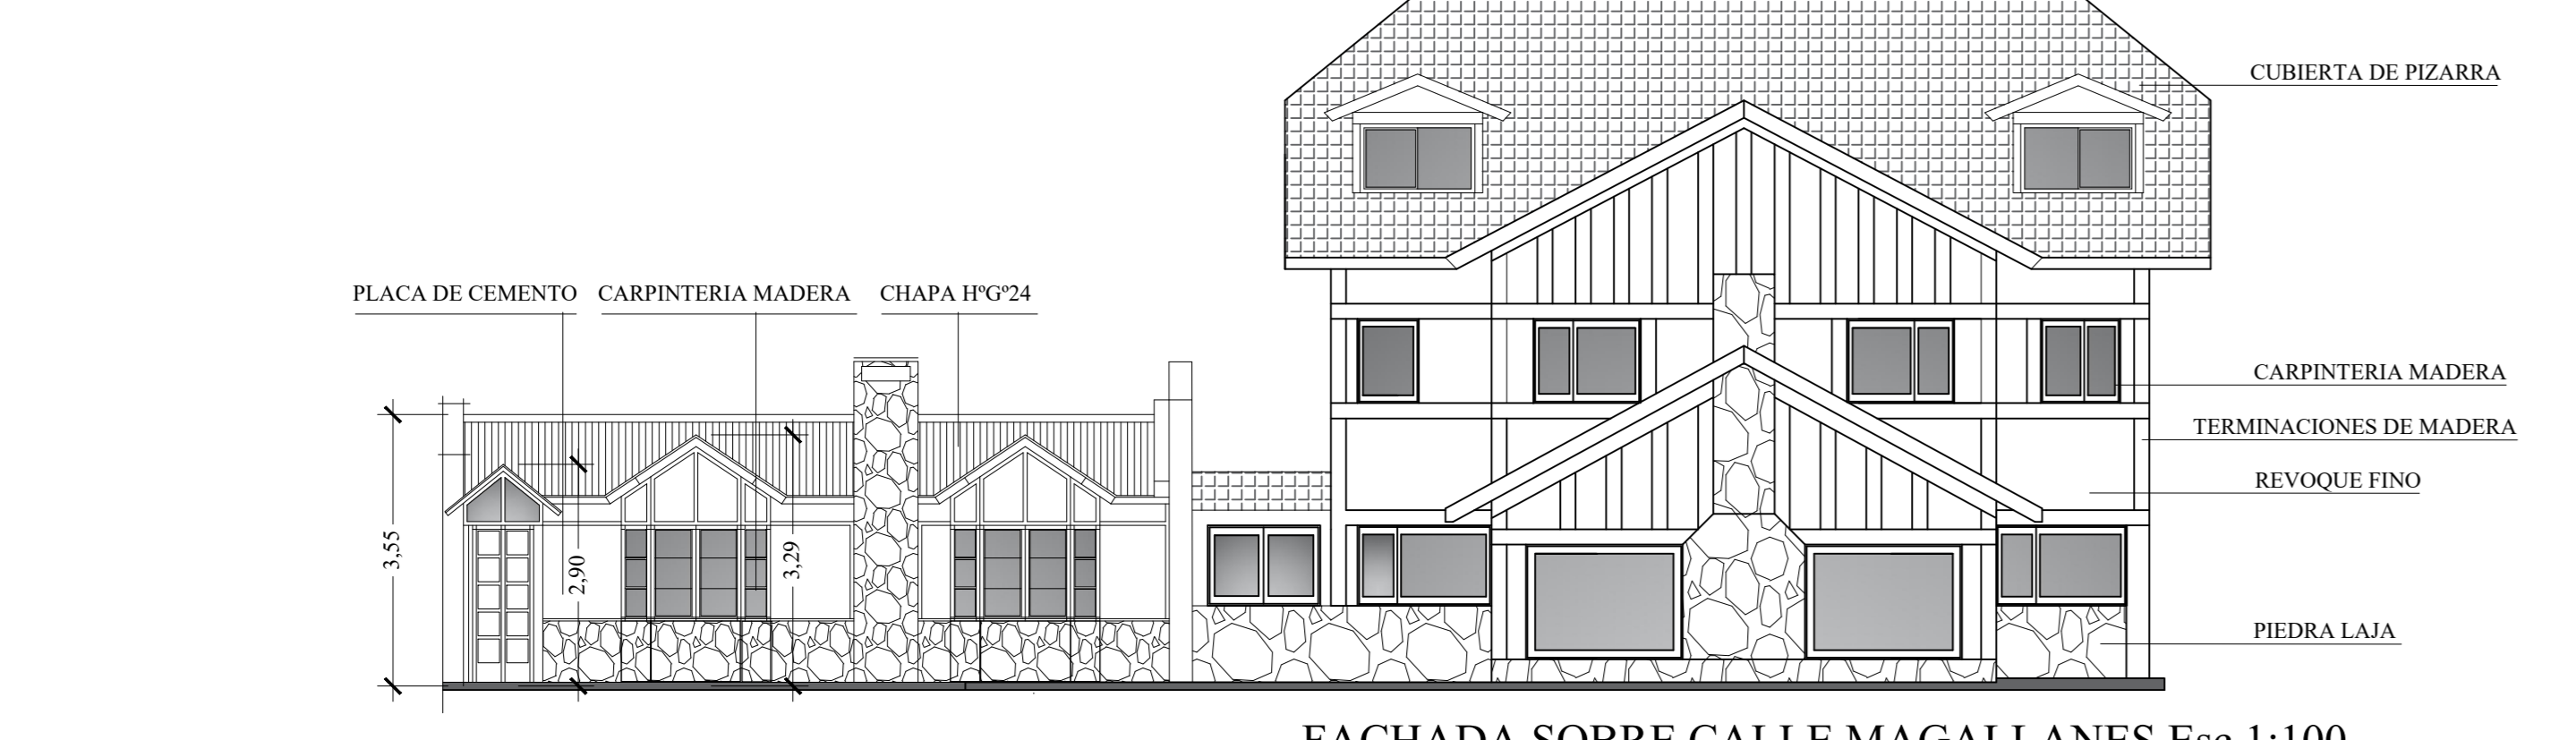 CUBIERTA DE PIZARRA
PLACA DE CEMENTO CARPINTERIA MADERA CHAPA HºGº24
CARPINTERIA MADERA
TERMINACIONES DE MADERA
REVOQUE FINO
3,55
2,90
3,29
PIEDRA LAJA
FACHADA SOBRE CALLE MAGALLANES Esc 1:100